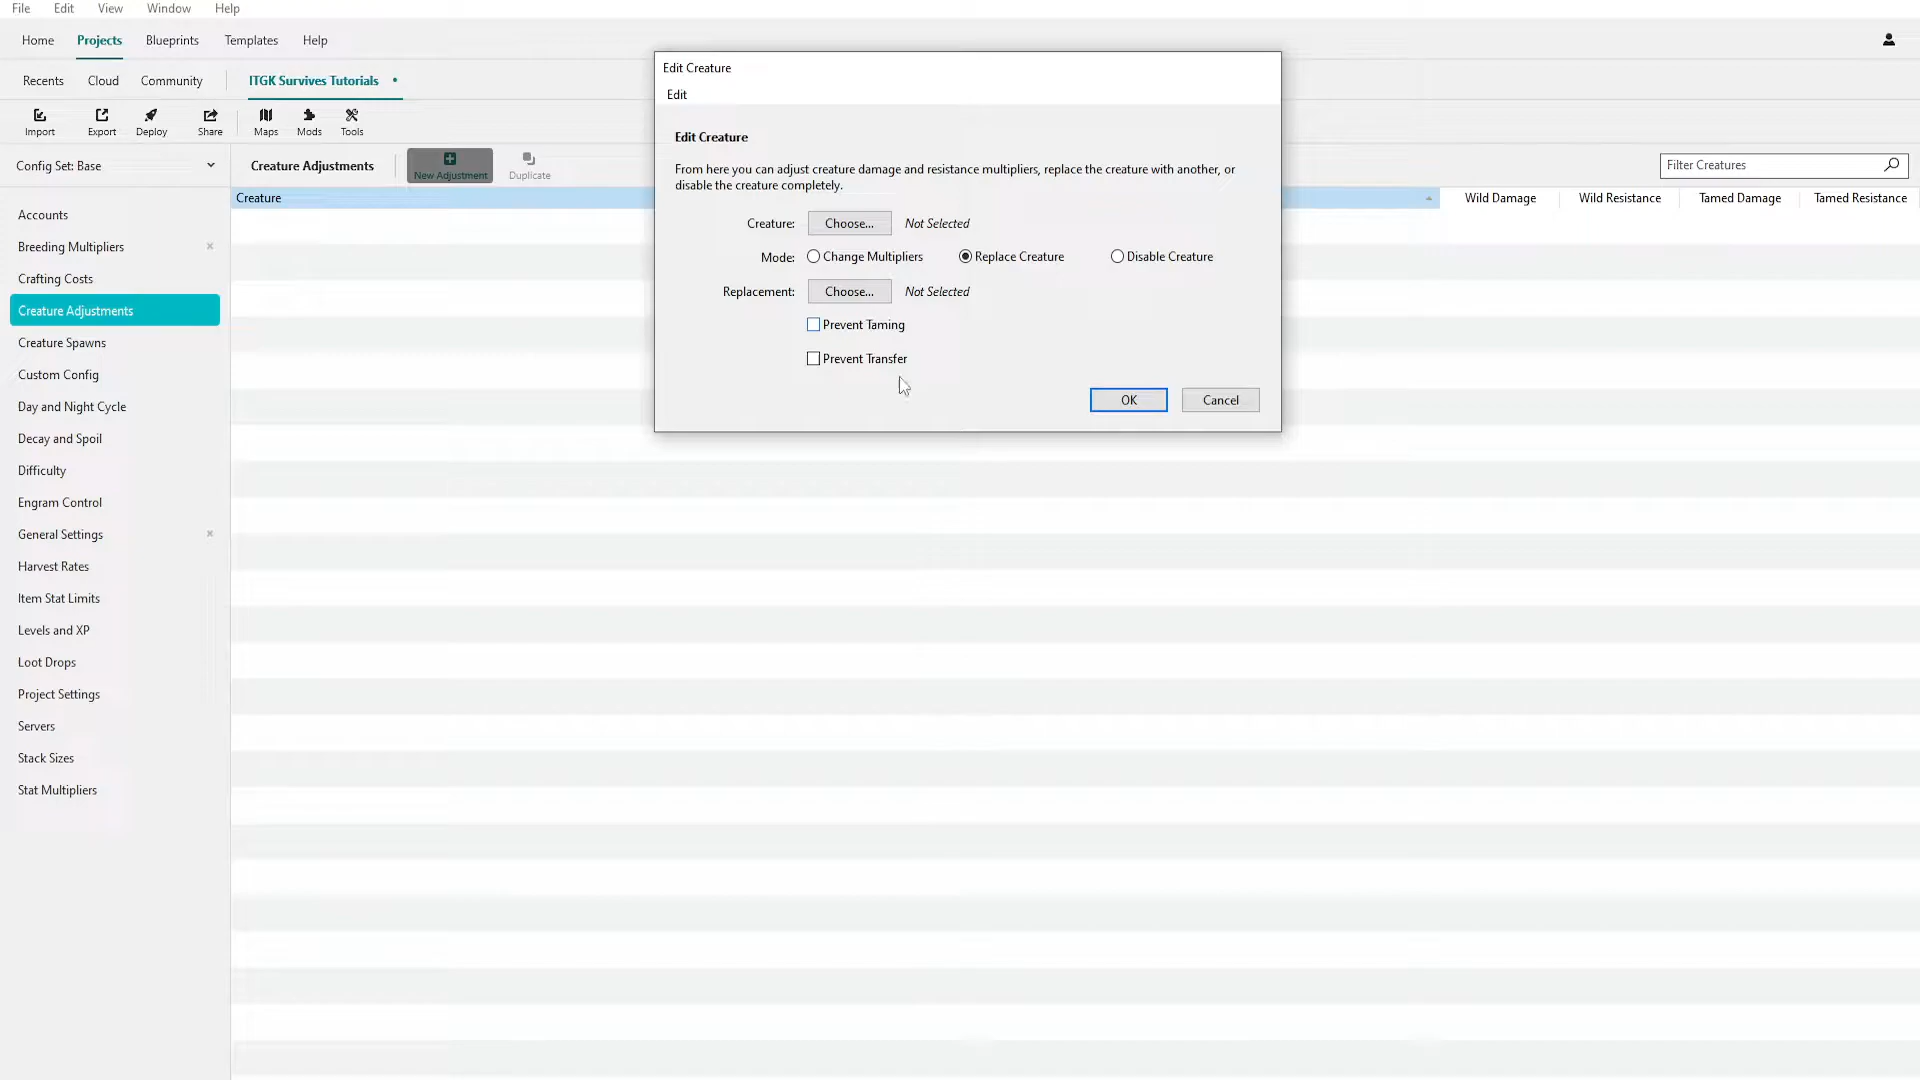 File Edit View Window Help
Home Projects Blueprints Templates Help
Recents Cloud Community ITGK Survives Tutorials •
Import Export Deploy Share Maps Mods Tools
Config Set: Base
Creature Adjustments New Adjustment Duplicate
Filter Creatures
Creature Wild Damage Wild Resistance Tamed Damage Tamed Resistance
Accounts
Breeding Multipliers
Crafting Costs
Creature Adjustments
Creature Spawns
Custom Config
Day and Night Cycle
Decay and Spoil
Difficulty
Engram Control
General Settings
Harvest Rates
Item Stat Limits
Levels and XP
Loot Drops
Project Settings
Servers
Stack Sizes
Stat Multipliers
Edit Creature
Edit
Edit Creature
From here you can adjust creature damage and resistance multipliers, replace the creature with another, or
disable the creature completely.
Creature: Choose... Not Selected
Mode: Change Multipliers Replace Creature Disable Creature
Replacement: Choose... Not Selected
Prevent Taming
Prevent Transfer
OK Cancel